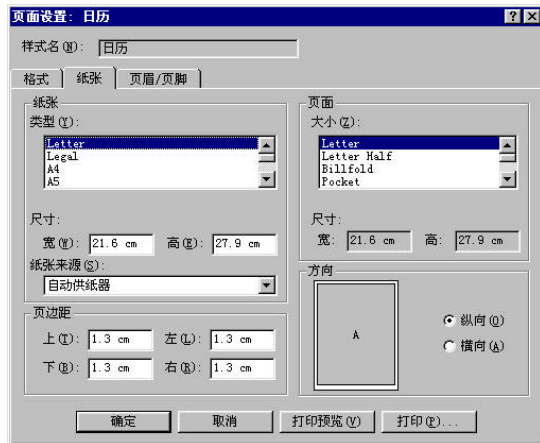 页面设置: 日历
样式名(N): 日历
格式 纸张 页眉/页脚
纸张
类型(Y):
Letter
Legal
A4
A5
尺寸:
宽(W): 21.6 cm 高(E): 27.9 cm
纸张来源(S):
自动供纸器
页边距
上(T): 1.3 cm 左(L): 1.3 cm
下(B): 1.3 cm 右(R): 1.3 cm
页面
大小(Z):
Letter
Letter Half
Billfold
Pocket
尺寸:
宽: 21.6 cm 高: 27.9 cm
方向
A
纵向(O)
横向(A)
确定 取消 打印预览(V) 打印(P)...